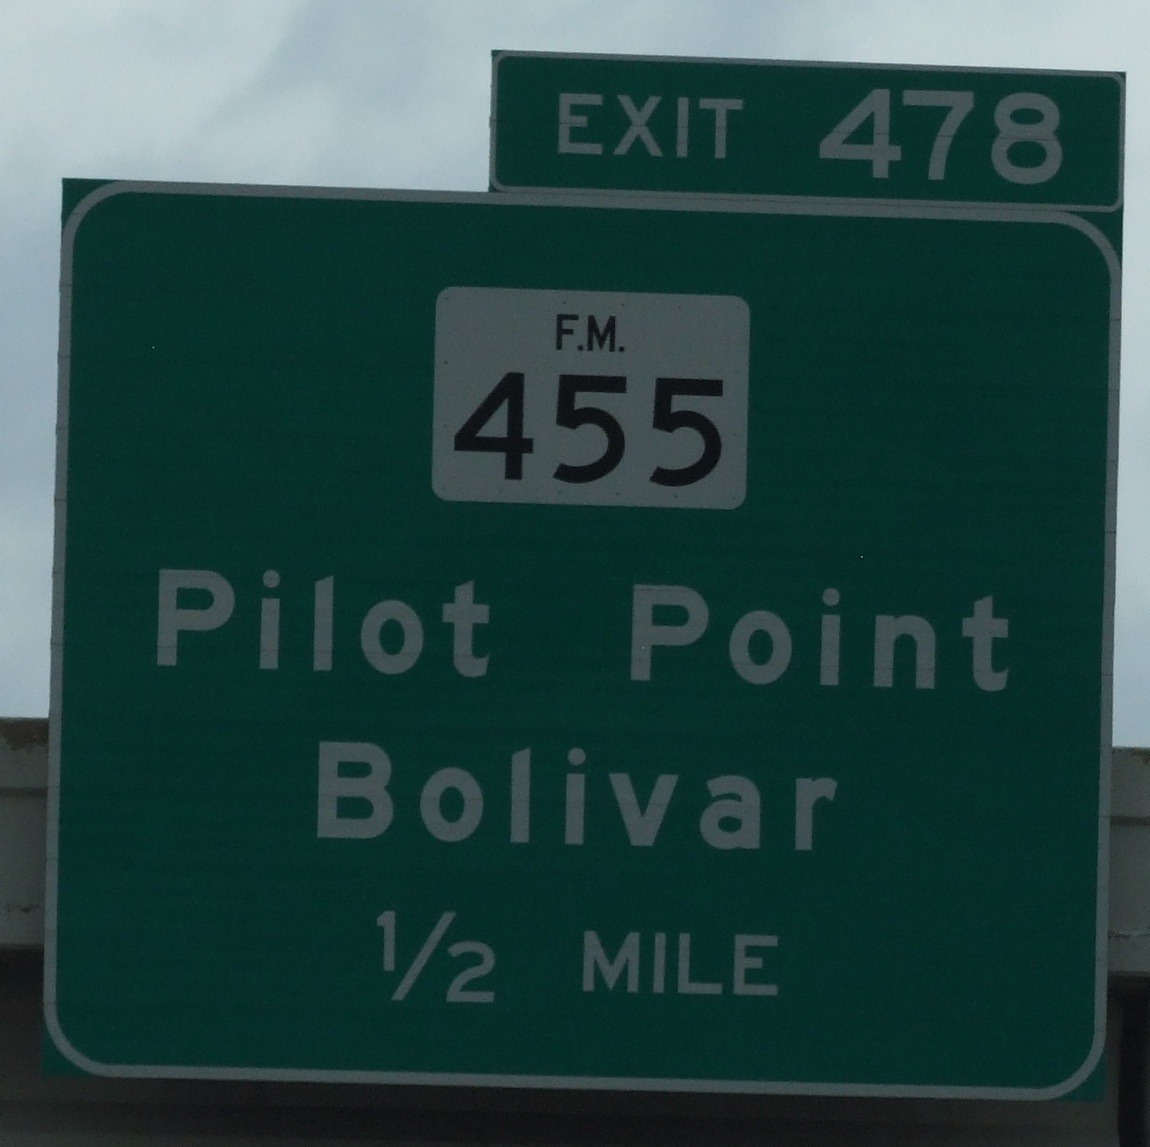 EXIT 478
F.M.
455
Pilot Point
Bolivar
1/2 MILE